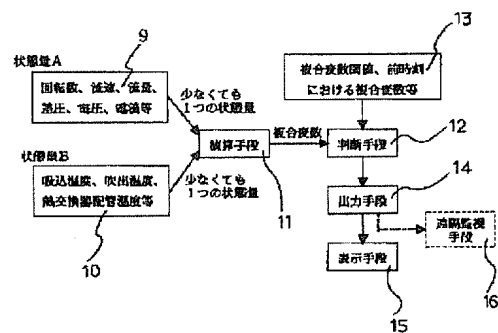 状態量A
9
回転数、流速、流量、
差圧、電圧、電流等
少なくても
1つの状態量
状態量B
吸込温度、吹出温度、
熱交換器配管温度等
10
少なくても
1つの状態量
演算手段
11
複合変数
13
複合変数閾値、前時刻
における複合変数等
判断手段
12
出力手段
14
遠隔監視
手段
16
表示手段
15